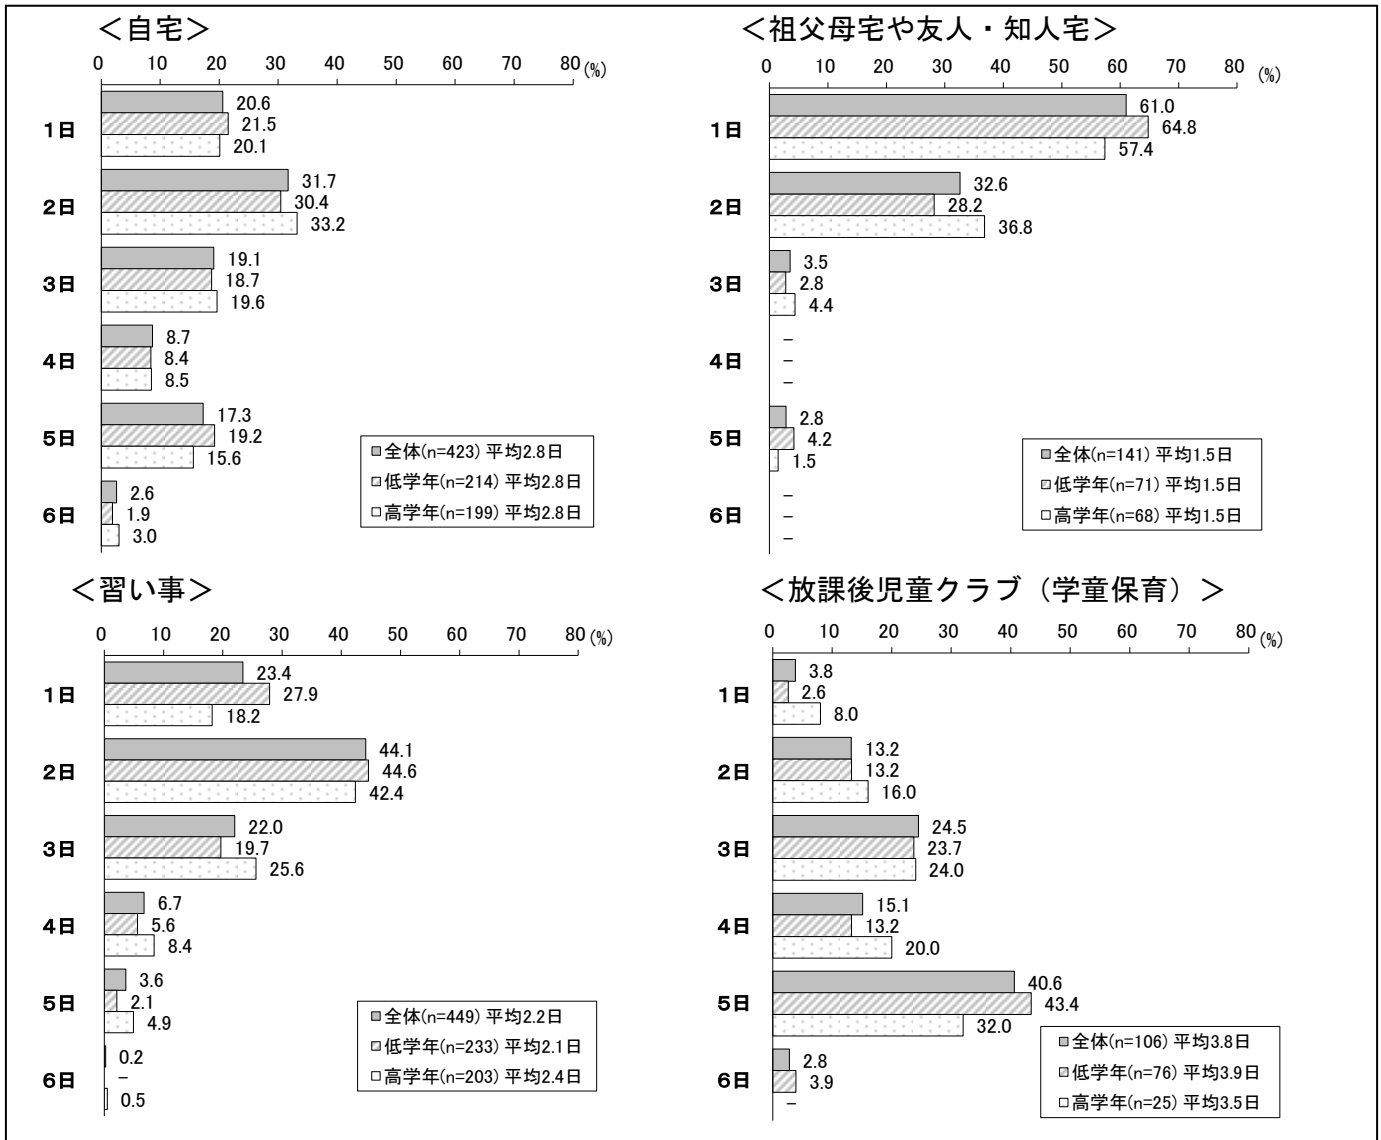 ＜自宅＞
0 10 20 30 40 50 60 70 80 (%)
1日
20.6
21.5
20.1
2日
31.7
30.4
33.2
3日
19.1
18.7
19.6
4日
8.7
8.4
8.5
5日
17.3
19.2
15.6
6日
2.6
1.9
3.0
全体(n=423) 平均2.8日
低学年(n=214) 平均2.8日
高学年(n=199) 平均2.8日
＜祖父母宅や友人・知人宅＞
0 10 20 30 40 50 60 70 80 (%)
1日
61.0
64.8
57.4
2日
32.6
28.2
36.8
3日
3.5
2.8
4.4
4日
–
–
–
5日
2.8
4.2
1.5
6日
–
–
–
全体(n=141) 平均1.5日
低学年(n=71) 平均1.5日
高学年(n=68) 平均1.5日
＜習い事＞
0 10 20 30 40 50 60 70 80 (%)
1日
23.4
27.9
18.2
2日
44.1
44.6
42.4
3日
22.0
19.7
25.6
4日
6.7
5.6
8.4
5日
3.6
2.1
4.9
6日
0.2
–
0.5
全体(n=449) 平均2.2日
低学年(n=233) 平均2.1日
高学年(n=203) 平均2.4日
＜放課後児童クラブ（学童保育）＞
0 10 20 30 40 50 60 70 80 (%)
1日
3.8
2.6
8.0
2日
13.2
13.2
16.0
3日
24.5
23.7
24.0
4日
15.1
13.2
20.0
5日
40.6
43.4
32.0
6日
2.8
3.9
–
全体(n=106) 平均3.8日
低学年(n=76) 平均3.9日
高学年(n=25) 平均3.5日